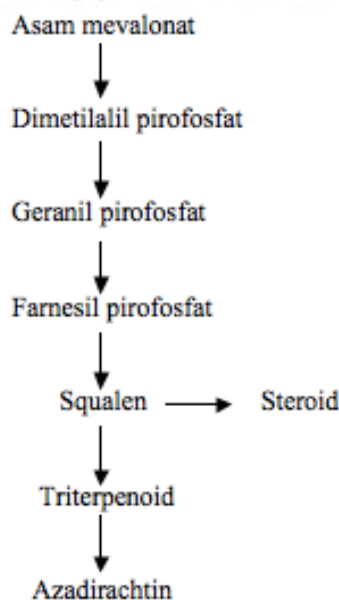 Asam mevalonat
Dimetilalil pirofosfat
Geranil pirofosfat
Farnesil pirofosfat
Squalen Steroid
Triterpenoid
Azadirachtin